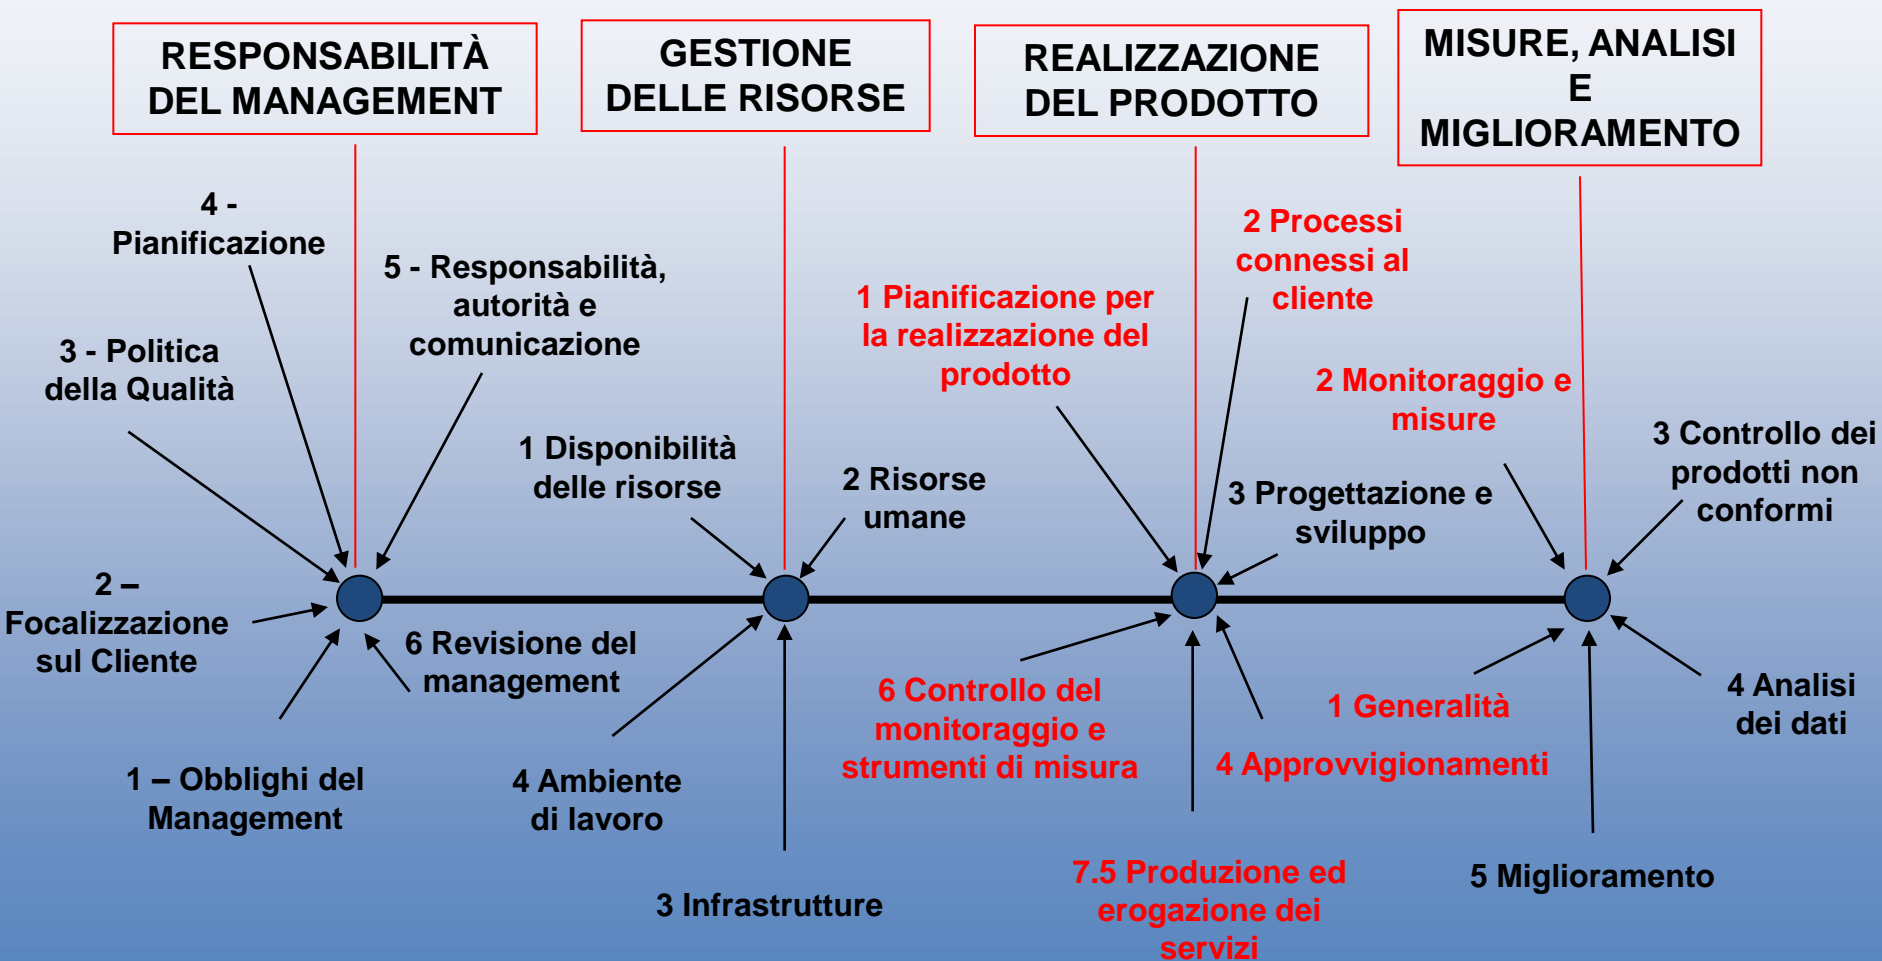 RESPONSABILITÀ
DEL MANAGEMENT
GESTIONE
DELLE RISORSE
REALIZZAZIONE
DEL PRODOTTO
MISURE, ANALISI
E
MIGLIORAMENTO
4 -
Pianificazione
5 - Responsabilità,
autorità e
comunicazione
3 - Politica
della Qualità
2 –
Focalizzazione
sul Cliente
1 – Obblighi del
Management
6 Revisione del
management
1 Disponibilità
delle risorse
2 Risorse
umane
4 Ambiente
di lavoro
3 Infrastrutture
1 Pianificazione per
la realizzazione del
prodotto
2 Processi
connessi al
cliente
3 Progettazione e
sviluppo
6 Controllo del
monitoraggio e
strumenti di misura
4 Approvvigionamenti
7.5 Produzione ed
erogazione dei
servizi
2 Monitoraggio e
misure
3 Controllo dei
prodotti non
conformi
1 Generalità
4 Analisi
dei dati
5 Miglioramento